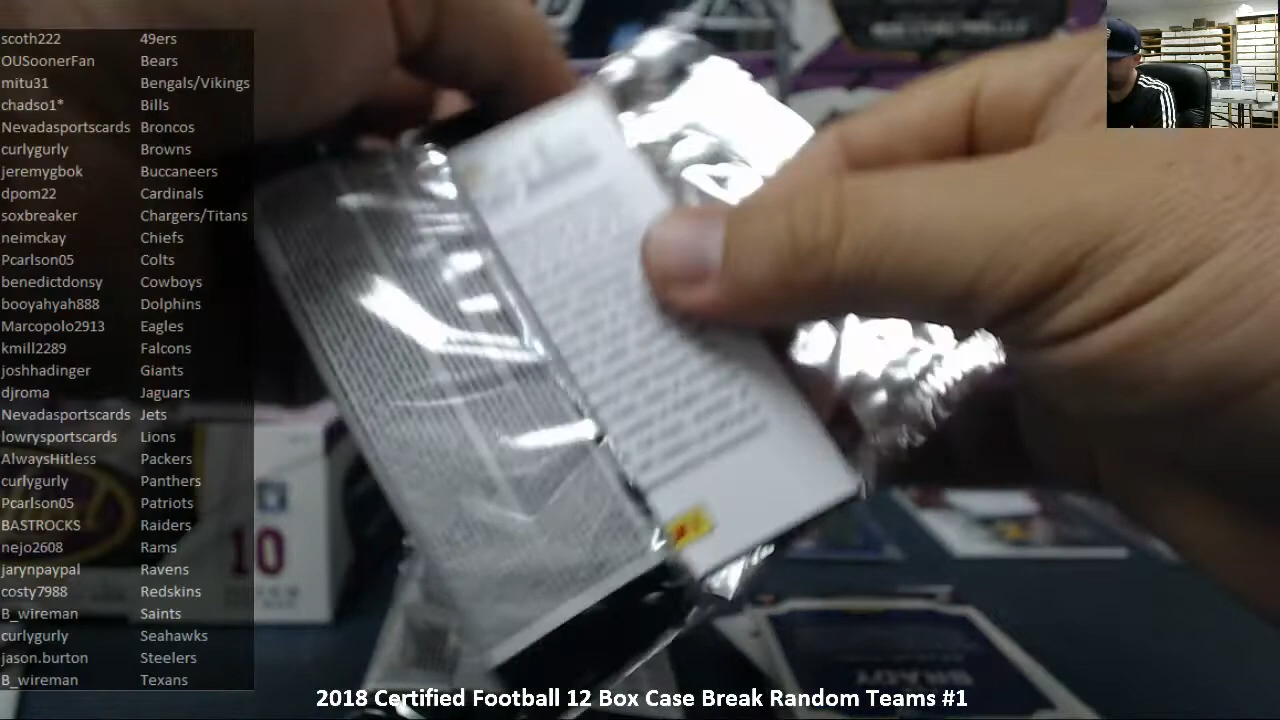 scoth222 49ers
OUSoonerFan Bears
mitu31 Bengals/Vikings
chadso1* Bills
Nevadasportscards Broncos
curlygurly Browns
jeremygbok Buccaneers
dpom22 Cardinals
soxbreaker Chargers/Titans
neimckay Chiefs
Pcarlson05 Colts
benedictdonsy Cowboys
booyahyah888 Dolphins
Marcopolo2913 Eagles
kmill2289 Falcons
joshhadinger Giants
djroma Jaguars
Nevadasportscards Jets
lowrysportscards Lions
AlwaysHitless Packers
curlygurly Panthers
Pcarlson05 Patriots
BASTROCKS Raiders
nejo2608 Rams
jarynpaypal Ravens
costy7988 Redskins
B_wireman Saints
curlygurly Seahawks
jason.burton Steelers
B_wireman Texans
10
BRADY
2018 Certified Football 12 Box Case Break Random Teams #1